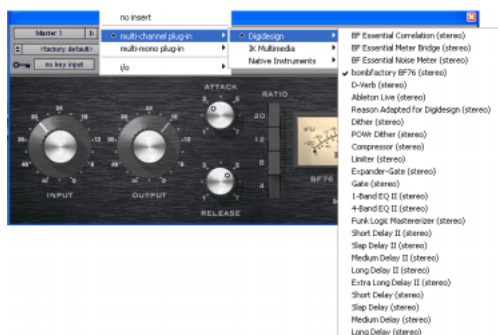 no insert
multi-channel plug-in
multi-mono plug-in
i/o
Digidesign
IK Multimedia
Native Instruments
Master 1
b
<factory default>
no key input
BF Essential Correlation (stereo)
BF Essential Meter Bridge (stereo)
BF Essential Noise Meter (stereo)
bombfactory BF76 (stereo)
D-Verb (stereo)
Ableton Live (stereo)
Reason Adapted for Digidesign (stereo)
Dither (stereo)
POWr Dither (stereo)
Compressor (stereo)
Limiter (stereo)
Expander-Gate (stereo)
Gate (stereo)
1-Band EQ II (stereo)
4-Band EQ II (stereo)
Funk Logic Mastererizer (stereo)
Short Delay II (stereo)
Slap Delay II (stereo)
Medium Delay II (stereo)
Long Delay II (stereo)
Extra Long Delay II (stereo)
Short Delay (stereo)
Slap Delay (stereo)
Medium Delay (stereo)
Long Delay (stereo)
ATTACK
RATIO
20
12
8
4
24
24
INPUT
OUTPUT
RELEASE
VU
BF76